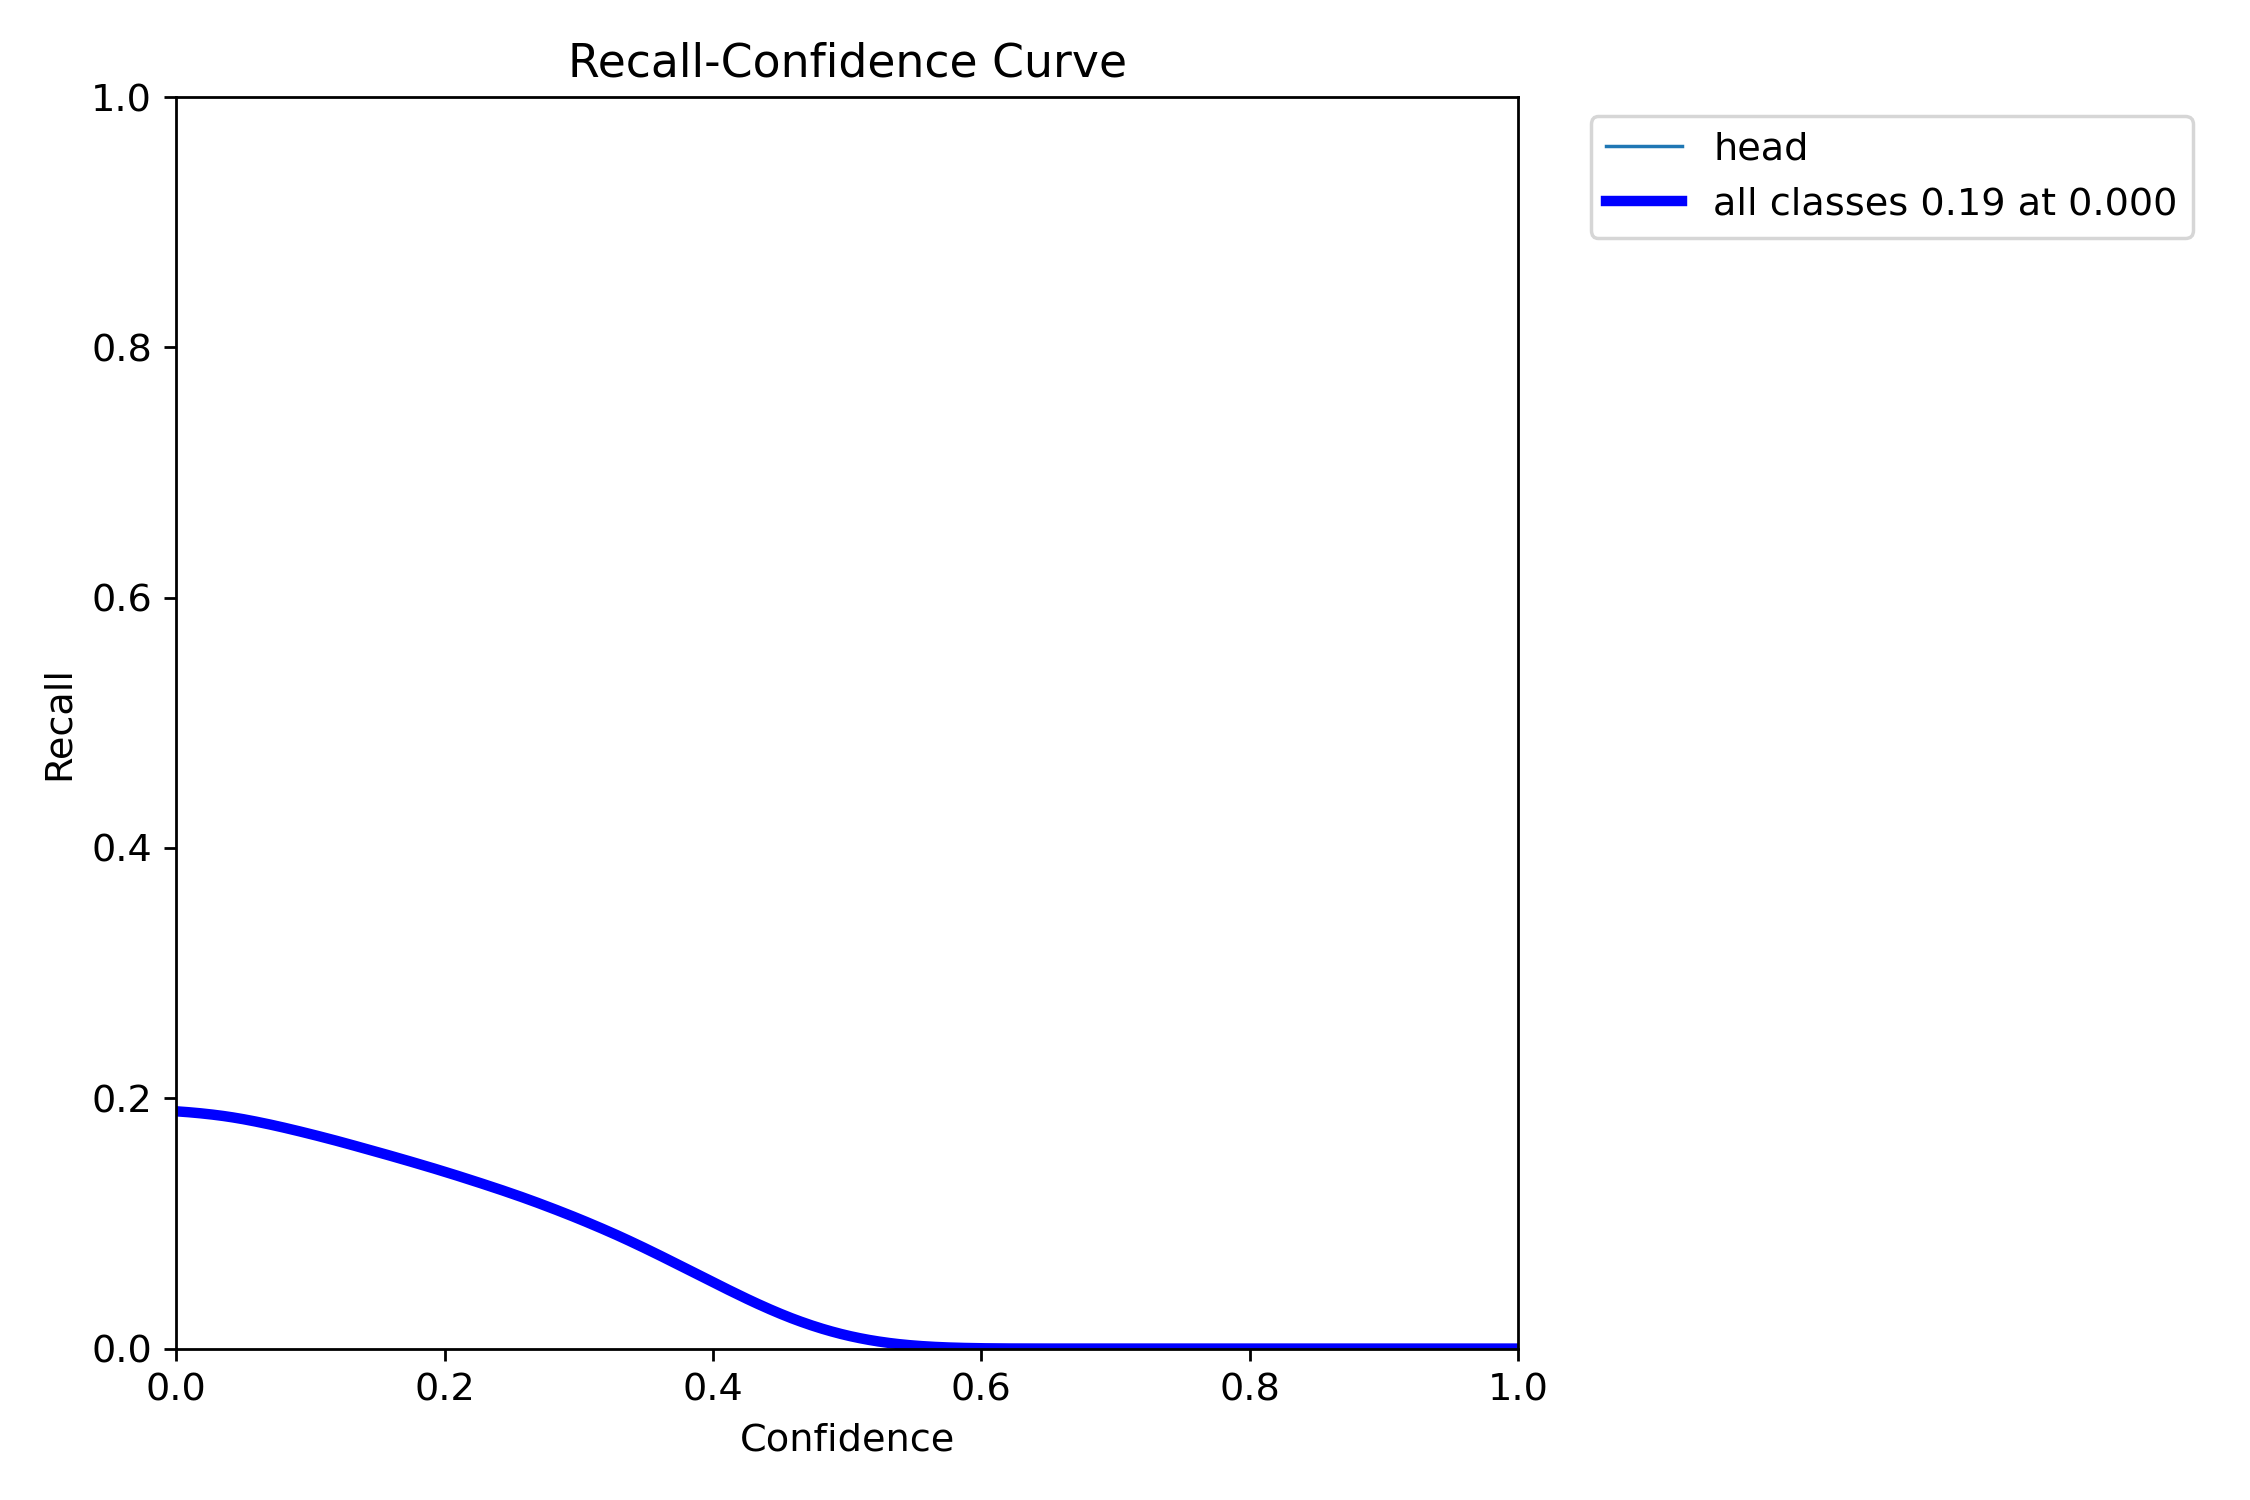 Recall-Confidence Curve
1.0
0.8
0.6
0.4
0.2
0.0
Recall
0.0 0.2 0.4 0.6 0.8 1.0
Confidence
head
all classes 0.19 at 0.000